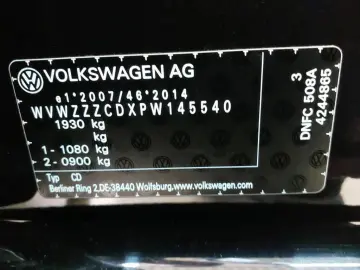 VOLKSWAGEN AG
e1*2007/46*2014
WVWZZZCDXPW145540
1930 kg
kg
1 - 1080 kg
2 - 0900 kg
Typ CD
Berliner Ring 2,DE-38440 Wolfsburg.www.volkswagen.com
3
DNFC 508A
4244865